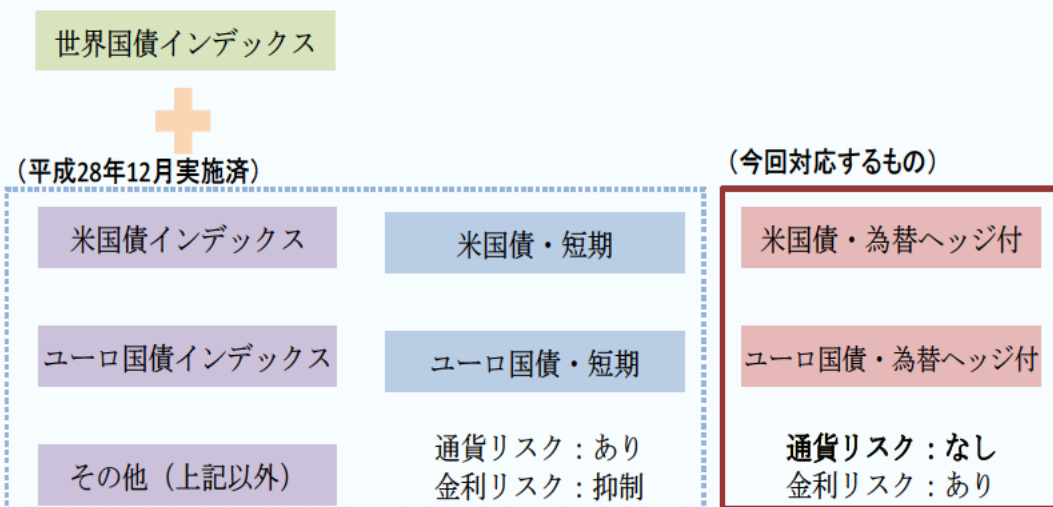 世界国債インデックス
（平成28年12月実施済）
（今回対応するもの）
米国債インデックス
米国債・短期
米国債・為替ヘッジ付
ユーロ国債インデックス
ユーロ国債・短期
ユーロ国債・為替ヘッジ付
その他（上記以外）
通貨リスク：あり
金利リスク：抑制
通貨リスク：なし
金利リスク：あり